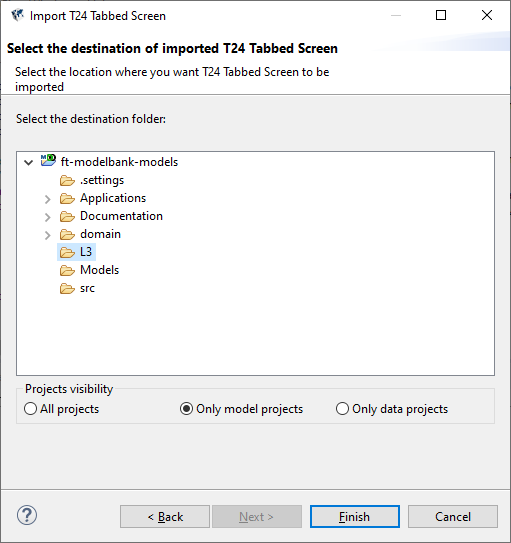 Import T24 Tabbed Screen
Select the destination of imported T24 Tabbed Screen
Select the location where you want T24 Tabbed Screen to be
imported
Select the destination folder:
ft-modelbank-models
.settings
Applications
Documentation
domain
L3
Models
src
Projects visibility
All projects
Only model projects
Only data projects
?
< Back
Next >
Finish
Cancel